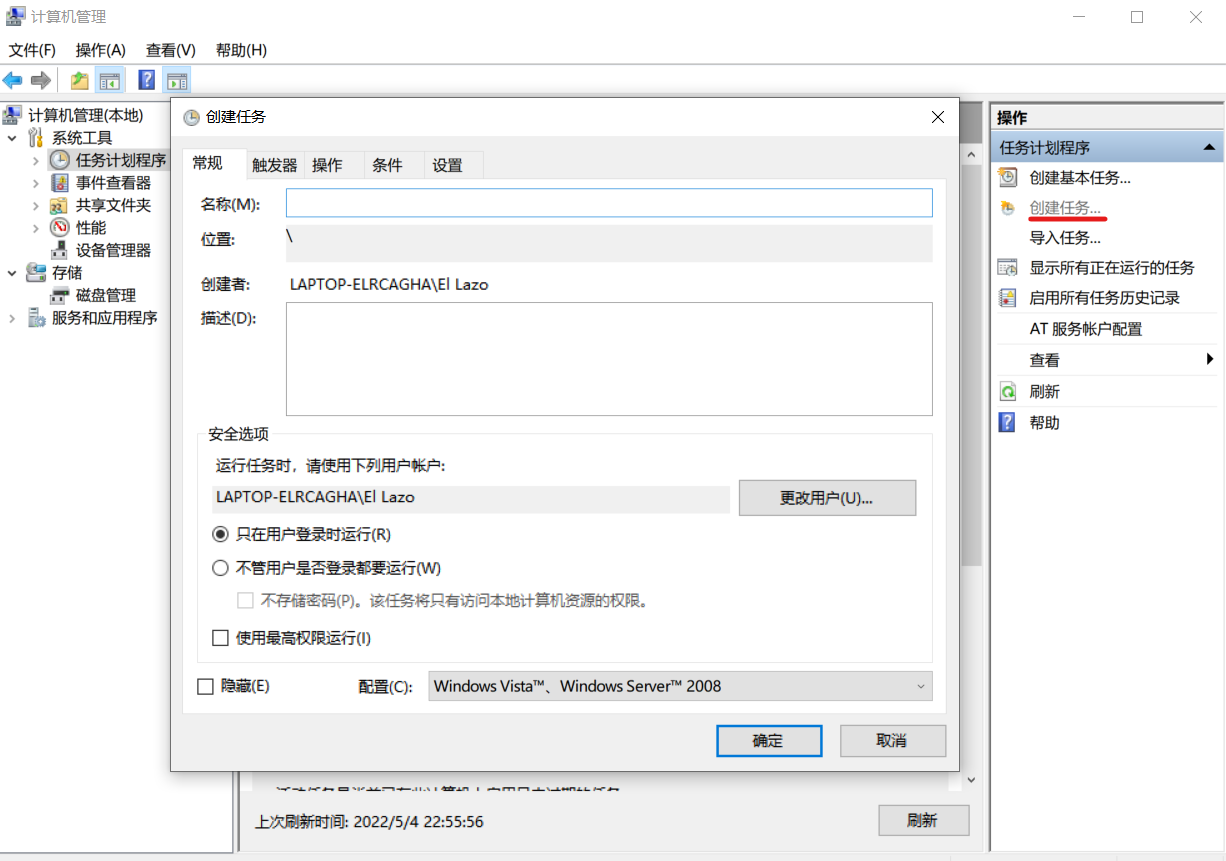 计算机管理
文件(F) 操作(A) 查看(V) 帮助(H)
计算机管理(本地)
系统工具
任务计划程序
事件查看器
共享文件夹
性能
设备管理器
存储
磁盘管理
服务和应用程序
创建任务
常规 触发器 操作 条件 设置
名称(M):
位置: \
创建者: LAPTOP-ELRCAGHA\El Lazo
描述(D):
安全选项
运行任务时，请使用下列用户帐户:
LAPTOP-ELRCAGHA\El Lazo 更改用户(U)...
只在用户登录时运行(R)
不管用户是否登录都要运行(W)
不存储密码(P)。该任务将只有访问本地计算机资源的权限。
使用最高权限运行(I)
隐藏(E) 配置(C): Windows Vista™、Windows Server™ 2008
确定 取消
上次刷新时间: 2022/5/4 22:55:56 刷新
操作
任务计划程序
创建基本任务...
创建任务...
导入任务...
显示所有正在运行的任务
启用所有任务历史记录
AT 服务帐户配置
查看
刷新
帮助